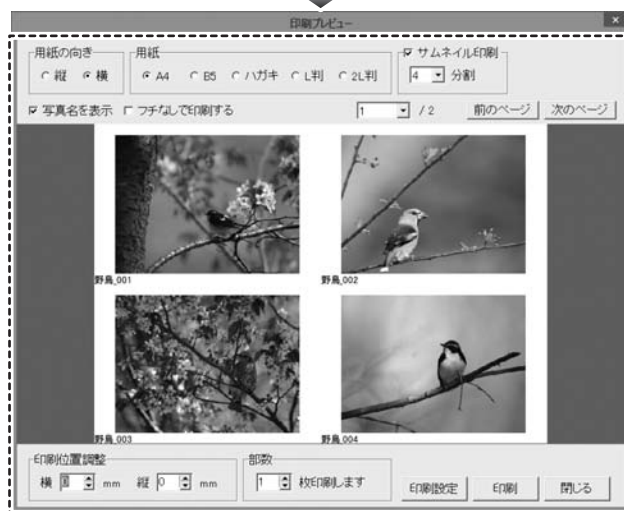 印刷プレビュー
用紙の向き
縦 横
用紙
A4 B5 ハガキ L判 2L判
サムネイル印刷
4 分割
写真名を表示 フチなしで印刷する
1 / 2 前のページ 次のページ
野鳥_001
野鳥_002
野鳥_003
野鳥_004
印刷位置調整
横 mm 縦 0 mm
部数
1 枚印刷します
印刷設定 印刷 閉じる